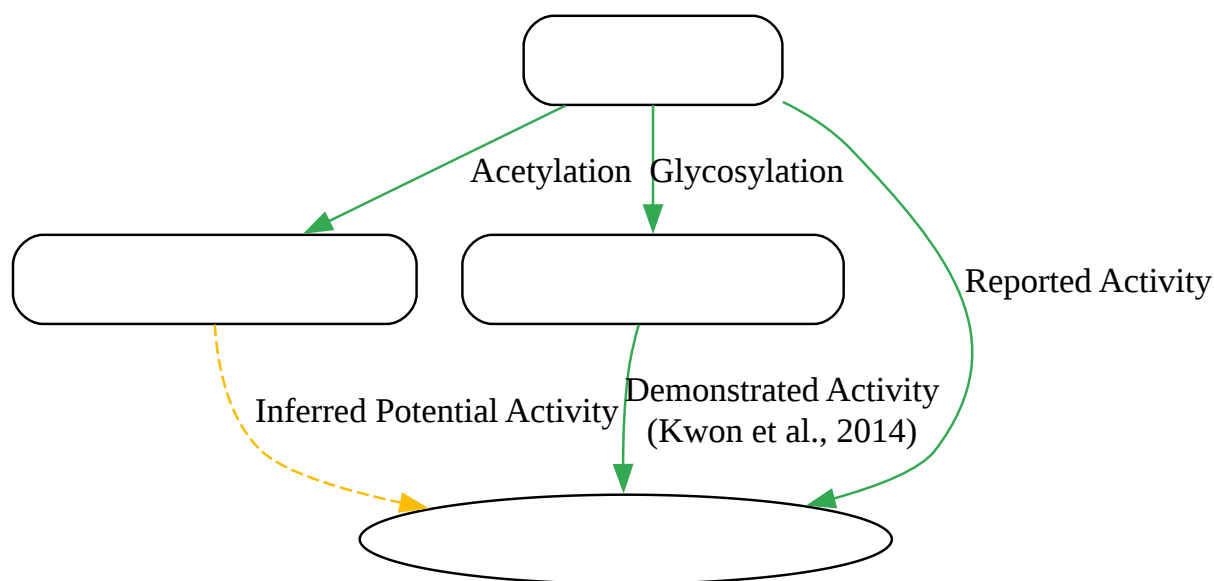 Acetylation
Glycosylation
Reported Activity
Inferred Potential Activity
Demonstrated Activity
(Kwon et al., 2014)